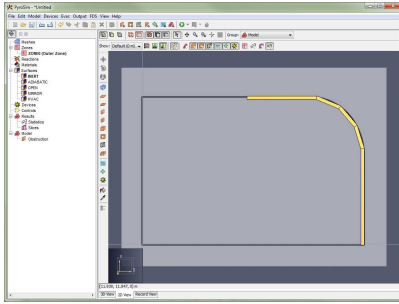 PyroSim - *Untitled
File Edit Model Devices Evac Output FDS View Help
Group: Model
Show: Default (0 m)
Meshes
Zones
ZONE0 (Outer Zone)
Reactions
Materials
Surfaces
INERT
ADIABATIC
OPEN
MIRROR
HVAC
Devices
Controls
Results
Statistics
Slices
Model
Obstruction
3D View 2D View Record View